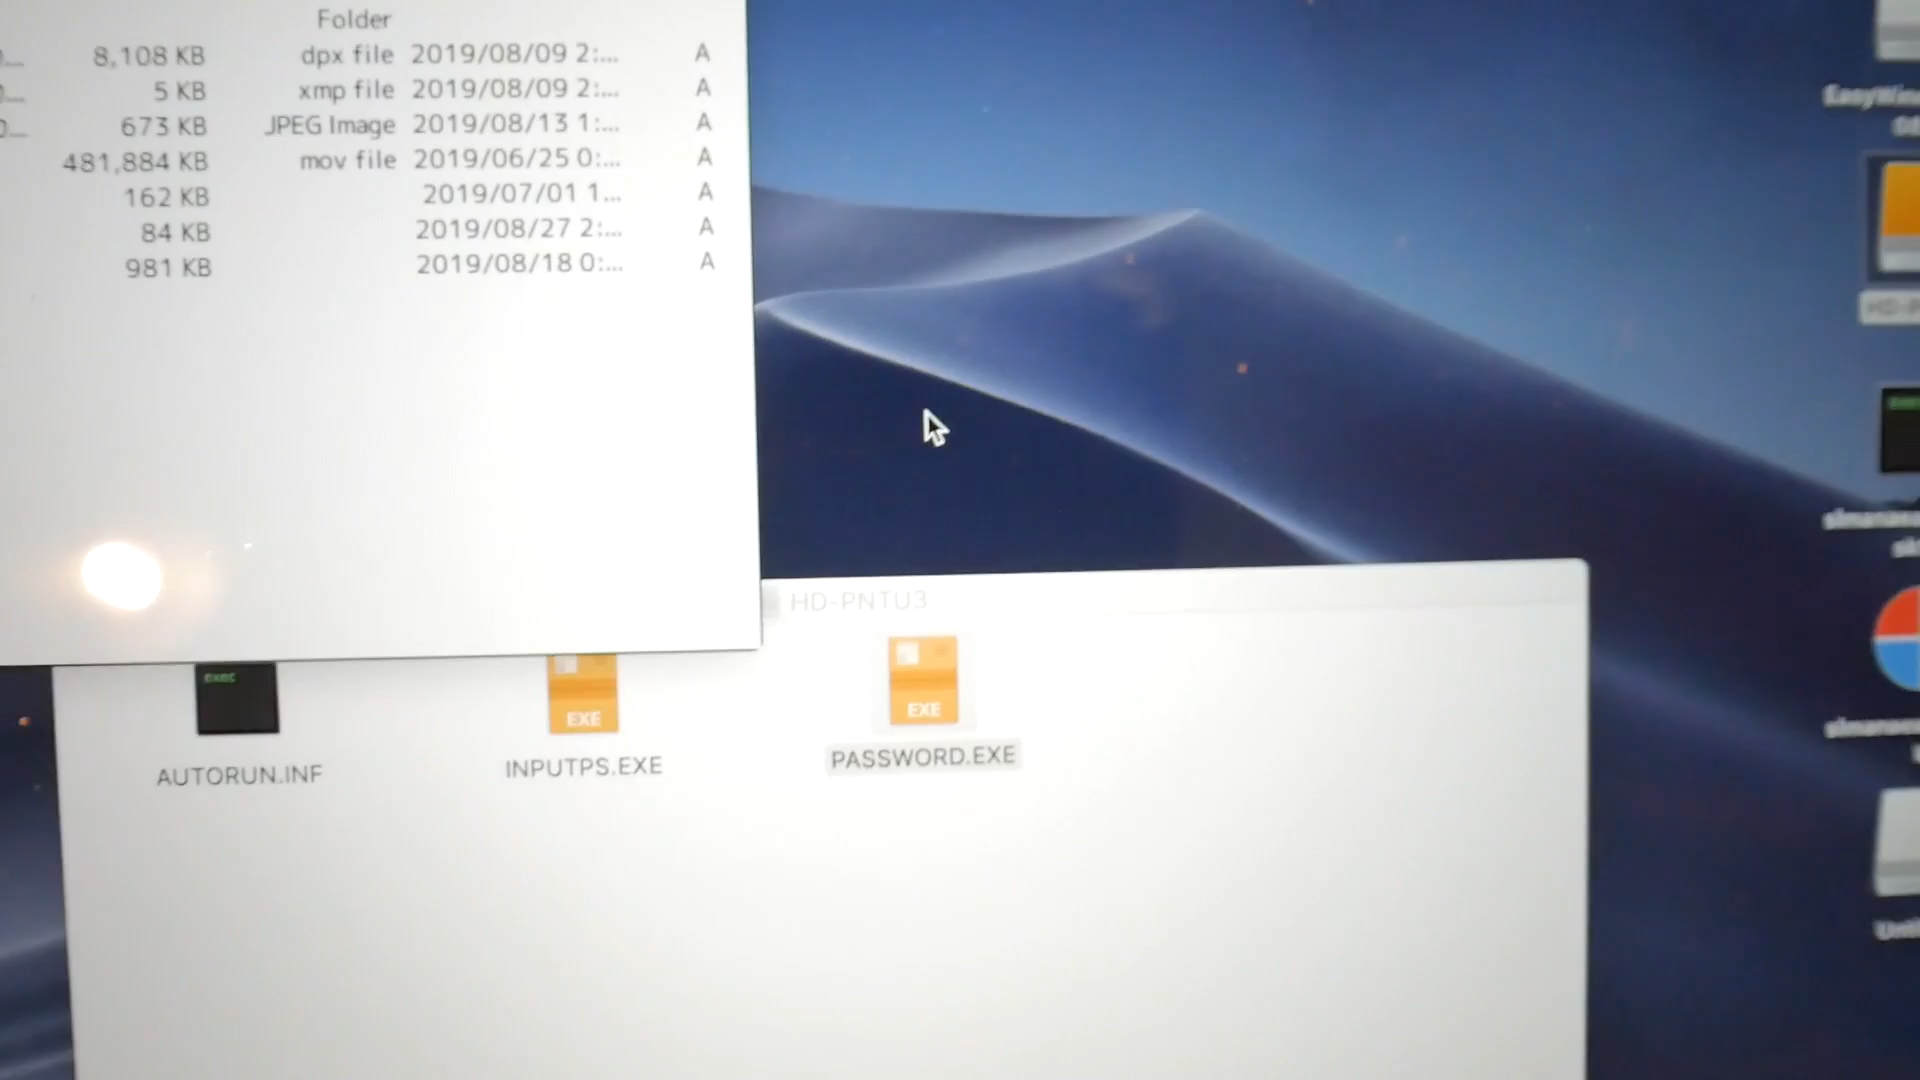 Folder
8,108 KB dpx file 2019/08/09 2:... A
5 KB xmp file 2019/08/09 2:... A
673 KB JPEG Image 2019/08/13 1:... A
481,884 KB mov file 2019/06/25 0:... A
162 KB 2019/07/01 1... A
84 KB 2019/08/27 2:... A
981 KB 2019/08/18 0:... A
HD-PNTU3
exec
EXE
EXE
AUTORUN.INF
INPUTPS.EXE
PASSWORD.EXE
EasyWine
HD-P